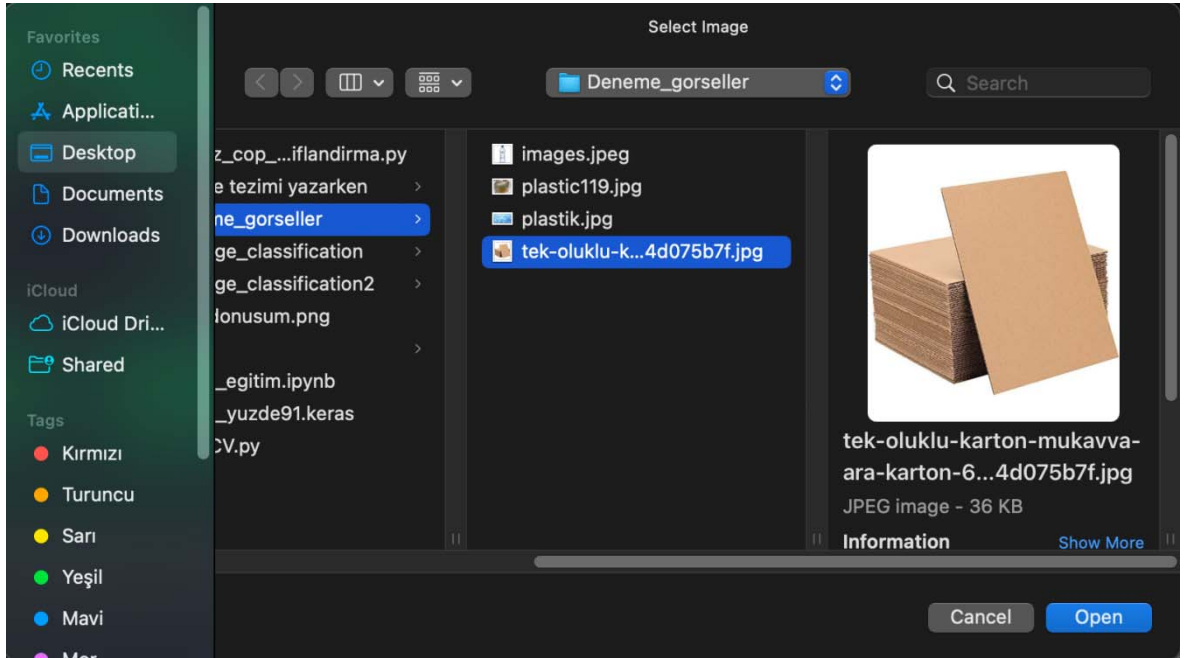 Select Image
Favorites
Recents
Applicati...
Desktop
Documents
Downloads
iCloud
iCloud Dri...
Shared
Tags
Kırmızı
Turuncu
Sarı
Yeşil
Mavi
Deneme_gorseller
Search
z_cop_...iflandirma.py
e tezimi yazarken
ne_gorseller
ge_classification
ge_classification2
donusum.png
_egitim.ipynb
_yuzde91.keras
CV.py
images.jpeg
plastic119.jpg
plastik.jpg
tek-oluklu-k...4d075b7f.jpg
tek-oluklu-karton-mukavva-
ara-karton-6...4d075b7f.jpg
JPEG image - 36 KB
Information
Show More
Cancel
Open